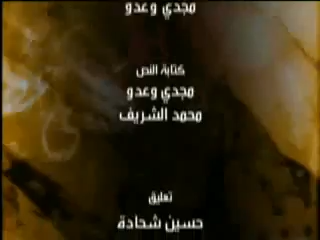 مجدي وعدو
كتابة النص
مجدي وعدو
محمد الشريف
تعليق
حسين شحادة